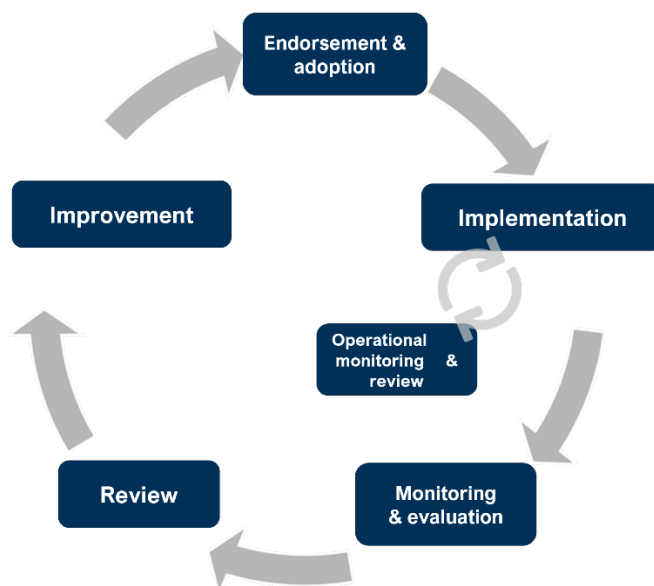 Endorsement &
adoption
Improvement
Implementation
Operational
monitoring &
review
Review
Monitoring
& evaluation